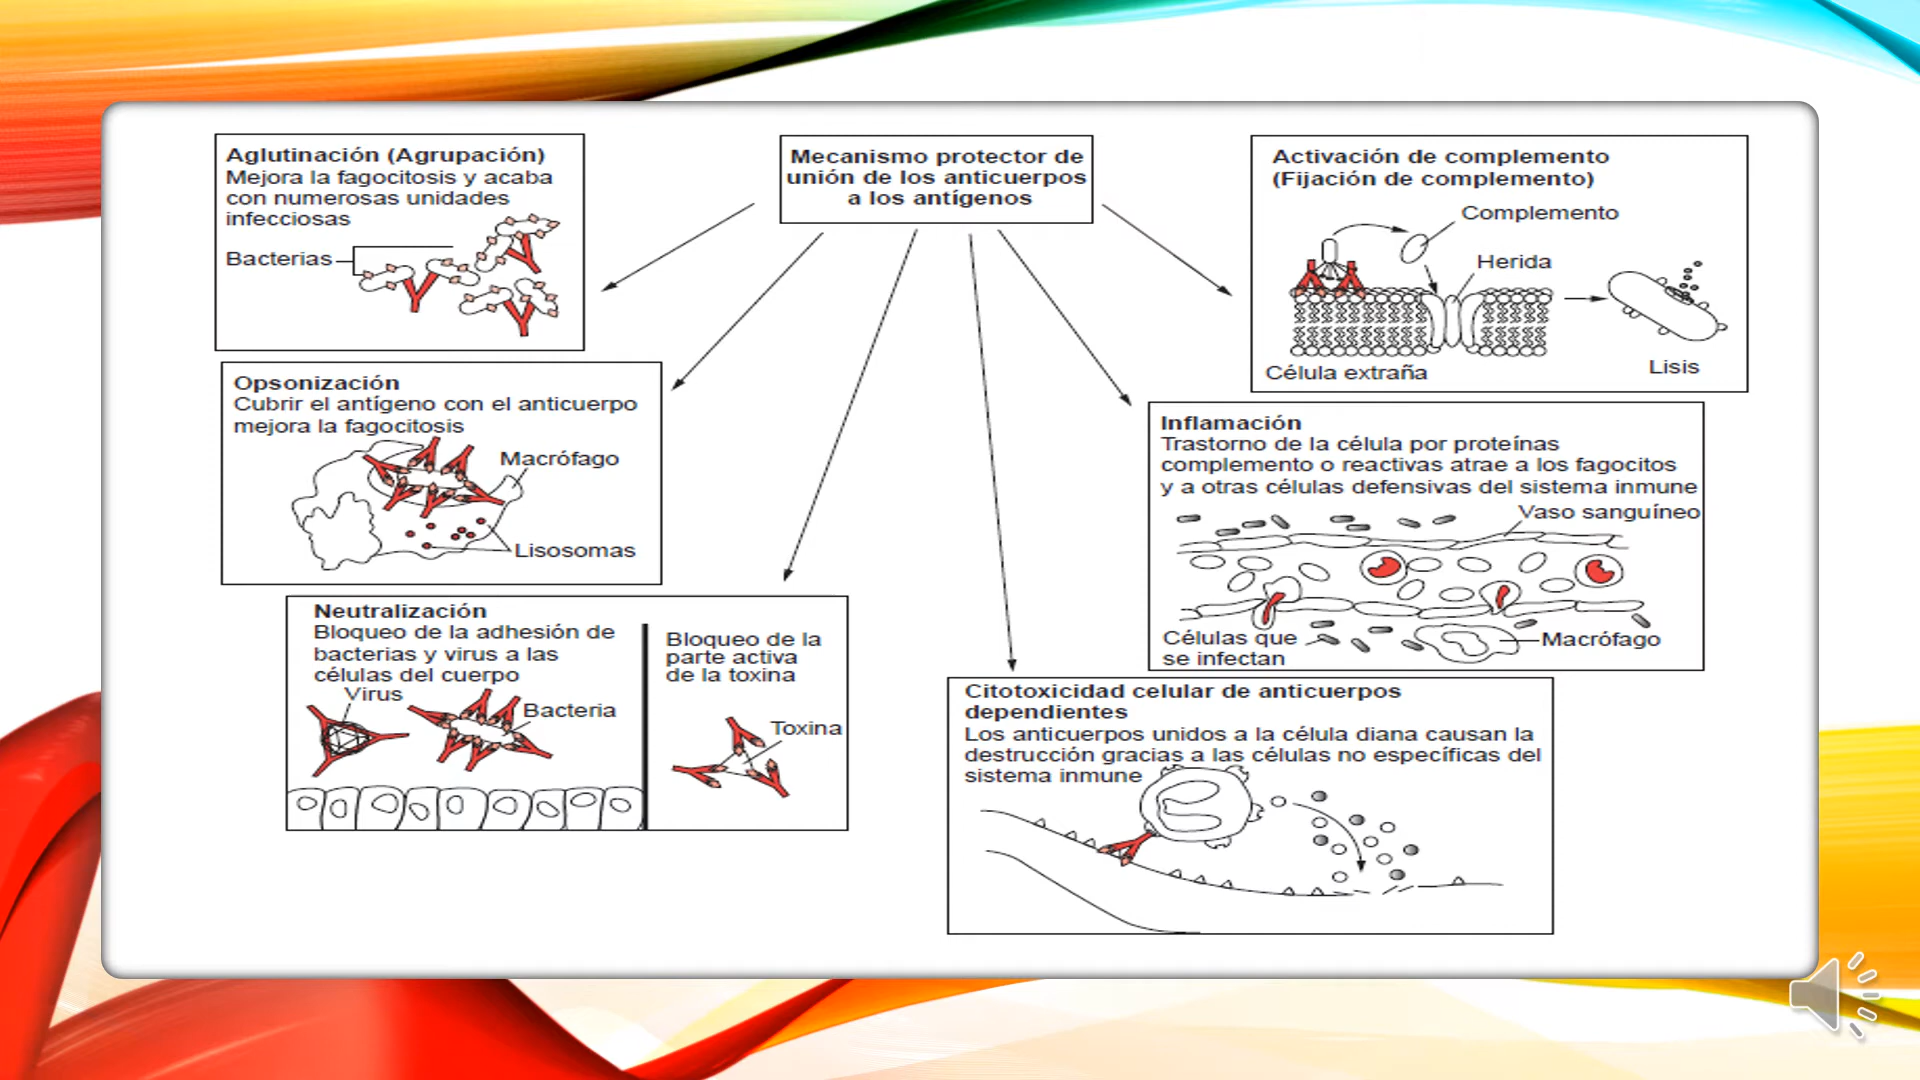 Mecanismo protector de
unión de los anticuerpos
a los antígenos
Aglutinación (Agrupación)
Mejora la fagocitosis y acaba
con numerosas unidades
infecciosas
Bacterias
Opsonización
Cubrir el antígeno con el anticuerpo
mejora la fagocitosis
Macrófago
Lisosomas
Neutralización
Bloqueo de la adhesión de
bacterias y virus a las
células del cuerpo
Virus
Bacteria
Bloqueo de la
parte activa
de la toxina
Toxina
Activación de complemento
(Fijación de complemento)
Complemento
Herida
Célula extraña
Lisis
Inflamación
Trastorno de la célula por proteínas
complemento o reactivas atrae a los fagocitos
y a otras células defensivas del sistema inmune
Vaso sanguíneo
Células que
se infectan
Macrófago
Citotoxicidad celular de anticuerpos
dependientes
Los anticuerpos unidos a la célula diana causan la
destrucción gracias a las células no específicas del
sistema inmune